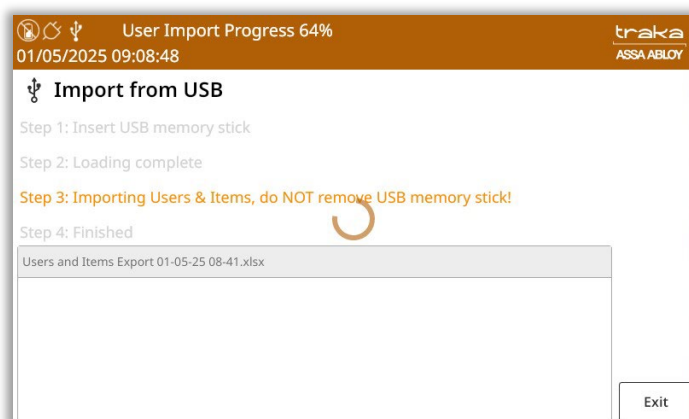 User Import Progress 64%
traka
01/05/2025 09:08:48
ASSA ABLOY
Import from USB
Step 1: Insert USB memory stick
Step 2: Loading complete
Step 3: Importing Users & Items, do NOT remove USB memory stick!
Step 4: Finished
Users and Items Export 01-05-25 08-41.xlsx
Exit